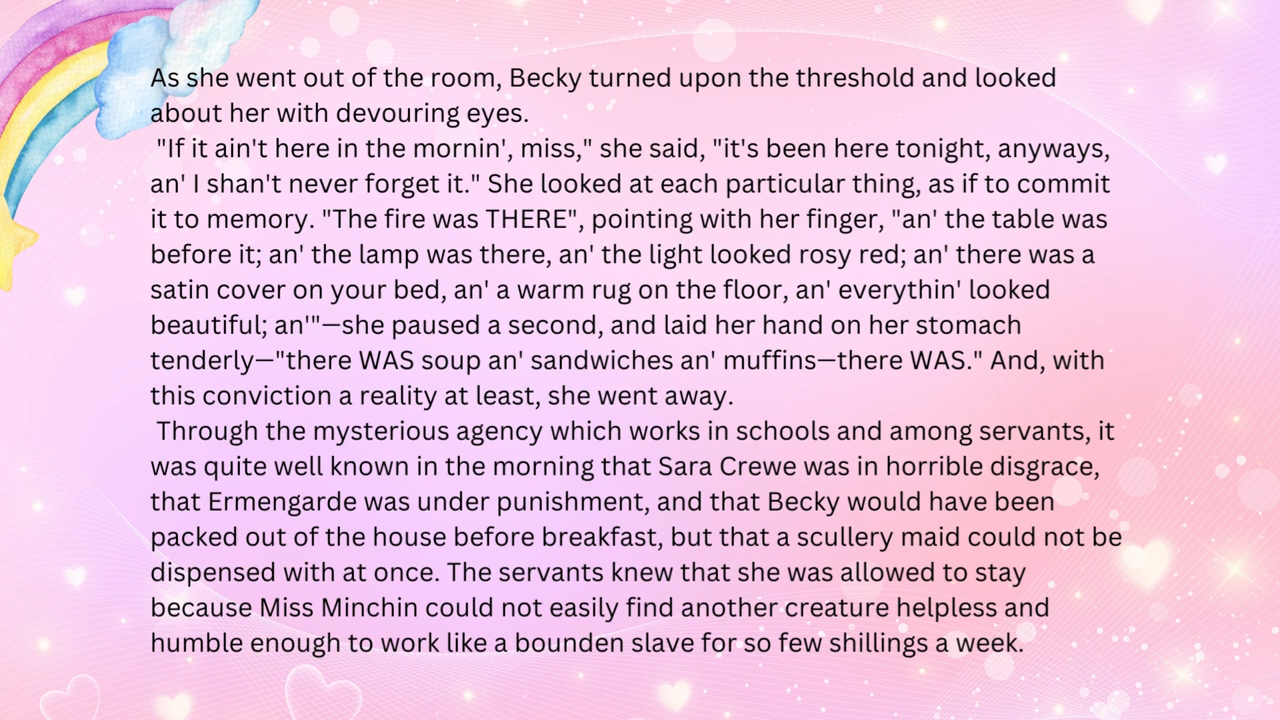 As she went out of the room, Becky turned upon the threshold and looked
about her with devouring eyes.
"If it ain't here in the mornin', miss," she said, "it's been here tonight, anyways,
an' I shan't never forget it." She looked at each particular thing, as if to commit
it to memory. "The fire was THERE", pointing with her finger, "an' the table was
before it; an' the lamp was there, an' the light looked rosy red; an' there was a
satin cover on your bed, an' a warm rug on the floor, an' everythin' looked
beautiful; an'"—she paused a second, and laid her hand on her stomach
tenderly—"there WAS soup an' sandwiches an' muffins—there WAS." And, with
this conviction a reality at least, she went away.
Through the mysterious agency which works in schools and among servants, it
was quite well known in the morning that Sara Crewe was in horrible disgrace,
that Ermengarde was under punishment, and that Becky would have been
packed out of the house before breakfast, but that a scullery maid could not be
dispensed with at once. The servants knew that she was allowed to stay
because Miss Minchin could not easily find another creature helpless and
humble enough to work like a bounden slave for so few shillings a week.